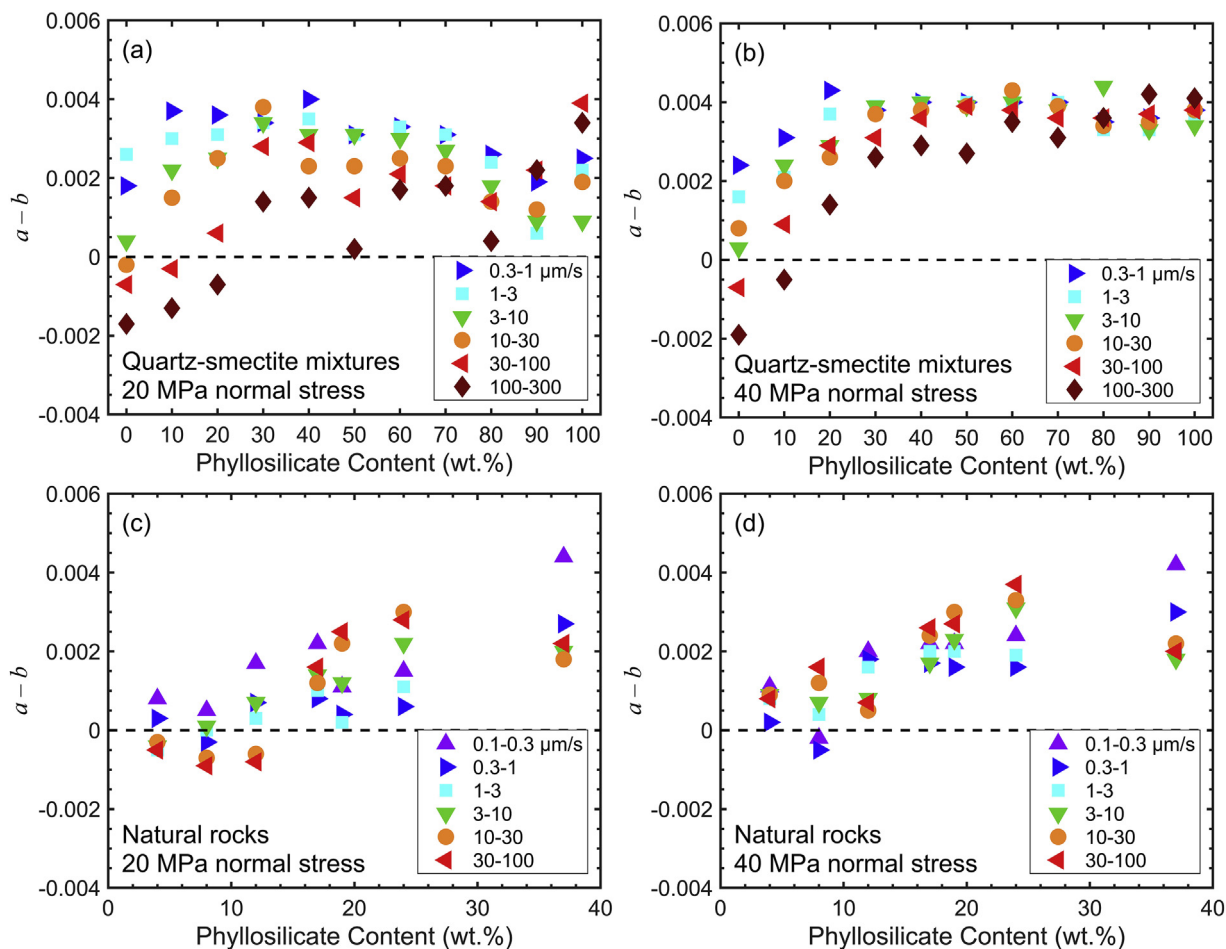 (a)
0.006
0.004
0.002
0
-0.002
-0.004
a – b
0.3-1 μm/s
1-3
3-10
10-30
30-100
100-300
Quartz-smectite mixtures
20 MPa normal stress
0 10 20 30 40 50 60 70 80 90 100
Phyllosilicate Content (wt.%)
(b)
0.006
0.004
0.002
0
-0.002
-0.004
a – b
0.3-1 μm/s
1-3
3-10
10-30
30-100
100-300
Quartz-smectite mixtures
40 MPa normal stress
0 10 20 30 40 50 60 70 80 90 100
Phyllosilicate Content (wt.%)
(c)
0.006
0.004
0.002
0
-0.002
-0.004
a – b
0.1-0.3 μm/s
0.3-1
1-3
3-10
10-30
30-100
Natural rocks
20 MPa normal stress
0 10 20 30 40
Phyllosilicate Content (wt.%)
(d)
0.006
0.004
0.002
0
-0.002
-0.004
a – b
0.1-0.3 μm/s
0.3-1
1-3
3-10
10-30
30-100
Natural rocks
40 MPa normal stress
0 10 20 30 40
Phyllosilicate Content (wt.%)